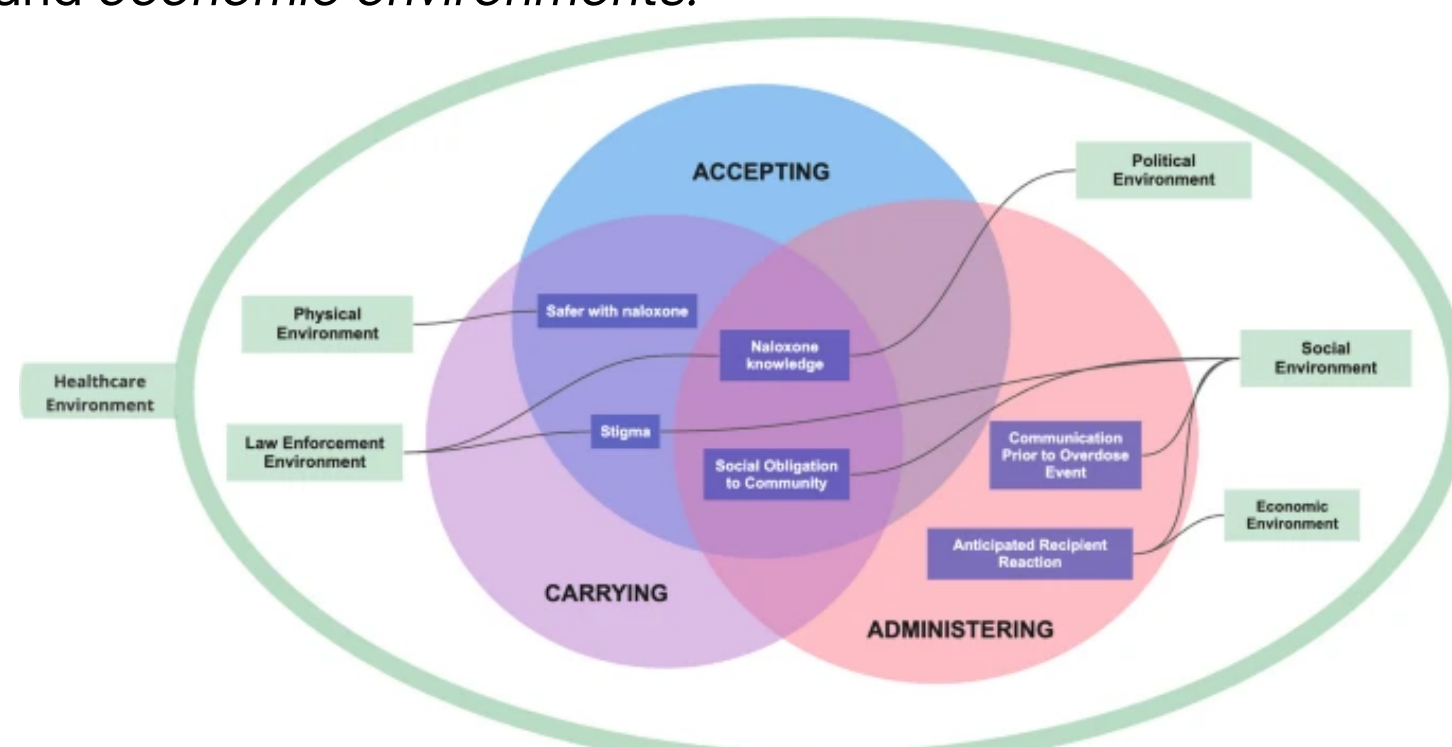 and economic environments.
ACCEPTING
Political
Environment
Physical
Environment
Safer with naloxone
Naloxone
knowledge
Social
Environment
Healthcare
Environment
Law Enforcement
Environment
Stigma
Social Obligation
to Community
Communication
Prior to Overdose
Event
Economic
Environment
Anticipated Recipient
Reaction
CARRYING
ADMINISTERING